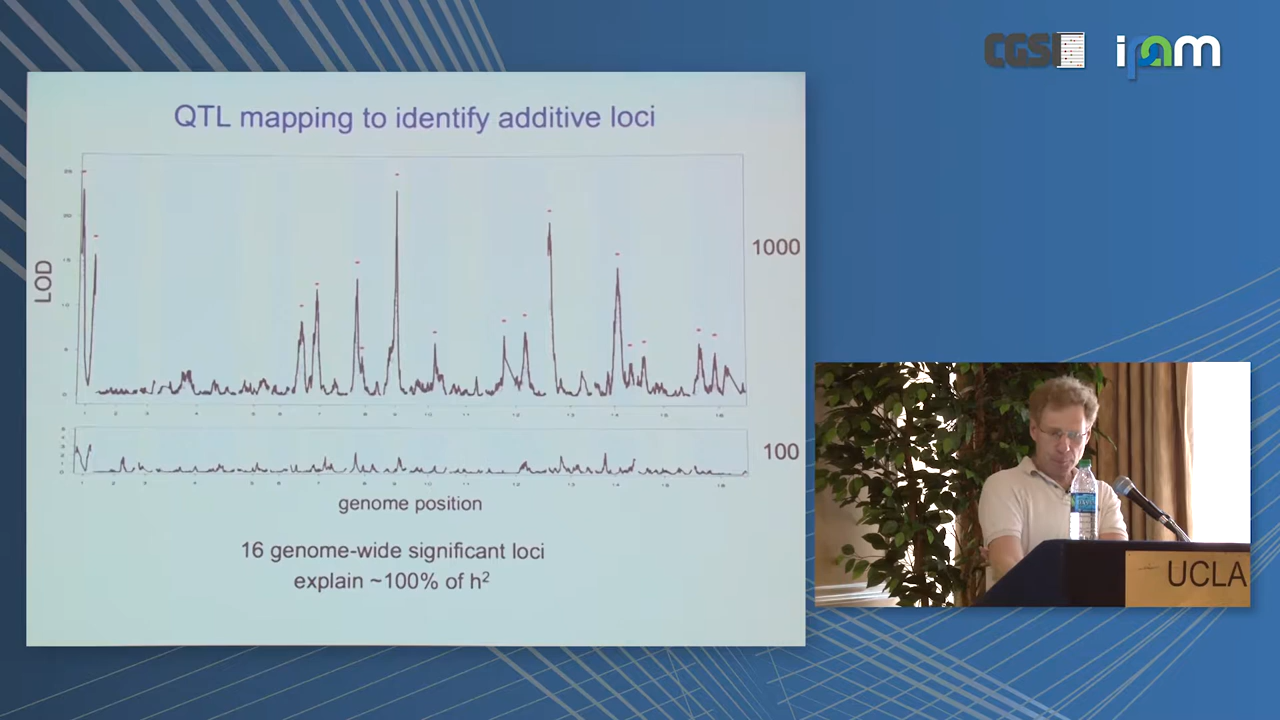 CGSI
ipam
QTL mapping to identify additive loci
LOD
1000
100
genome position
16 genome-wide significant loci
explain ~100% of h²
UCLA